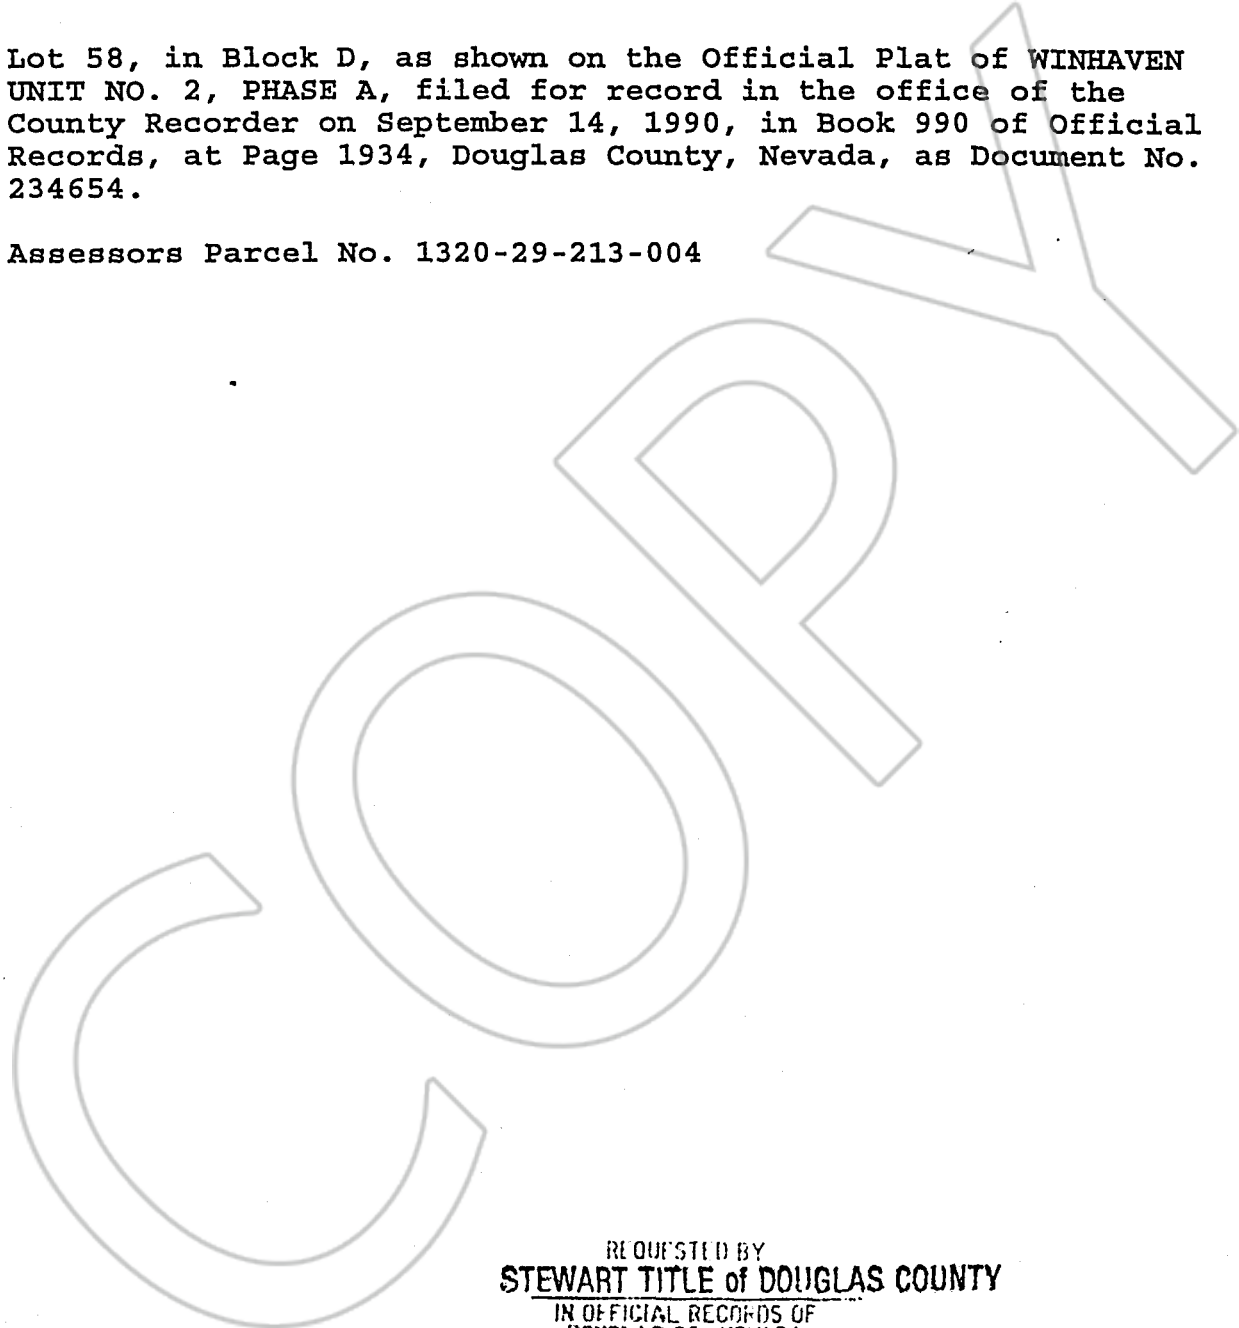 Lot 58, in Block D, as shown on the Official Plat of WINHAVEN
UNIT NO. 2, PHASE A, filed for record in the office of the
County Recorder on September 14, 1990, in Book 990 of Official
Records, at Page 1934, Douglas County, Nevada, as Document No.
234654.
Assessors Parcel No. 1320-29-213-004
COPY
REQUESTED BY
STEWART TITLE of DOUGLAS COUNTY
IN OFFICIAL RECORDS OF